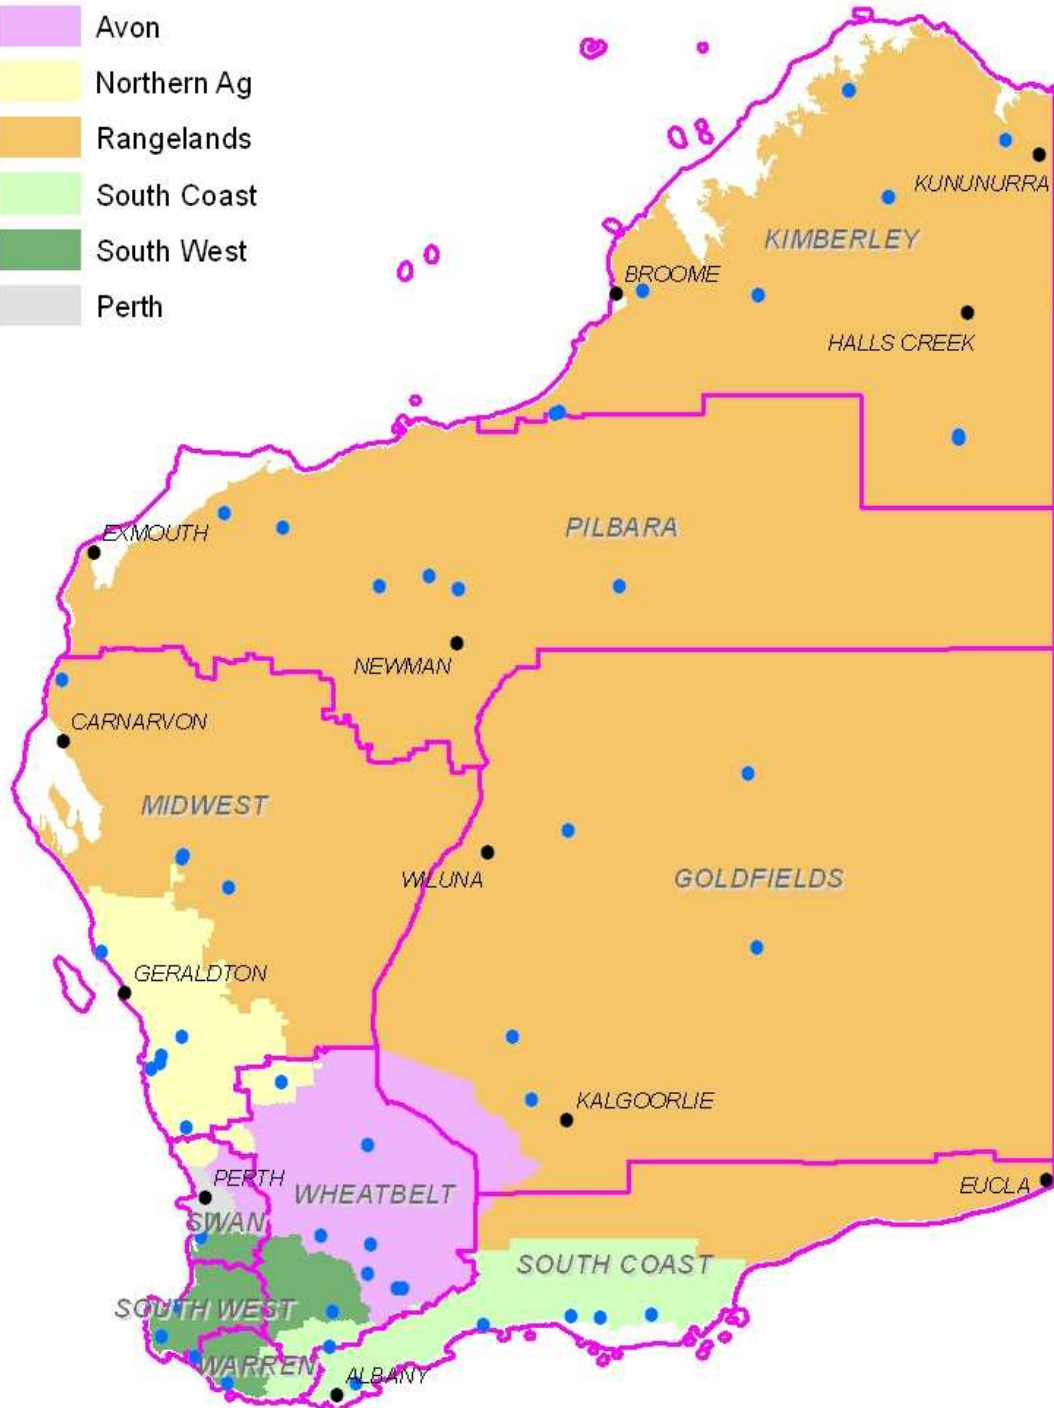 Avon
Northern Ag
Rangelands
South Coast
South West
Perth
KUNUNURRA
KIMBERLEY
BROOME
HALLS CREEK
EXMOUTH
PILBARA
NEWMAN
CARNARVON
MIDWEST
WILUNA
GOLDFIELDS
GERALDTON
KALGOORLIE
PERTH
EUCLA
WHEATBELT
SWAN
SOUTH COAST
SOUTH WEST
WARREN
ALBANY